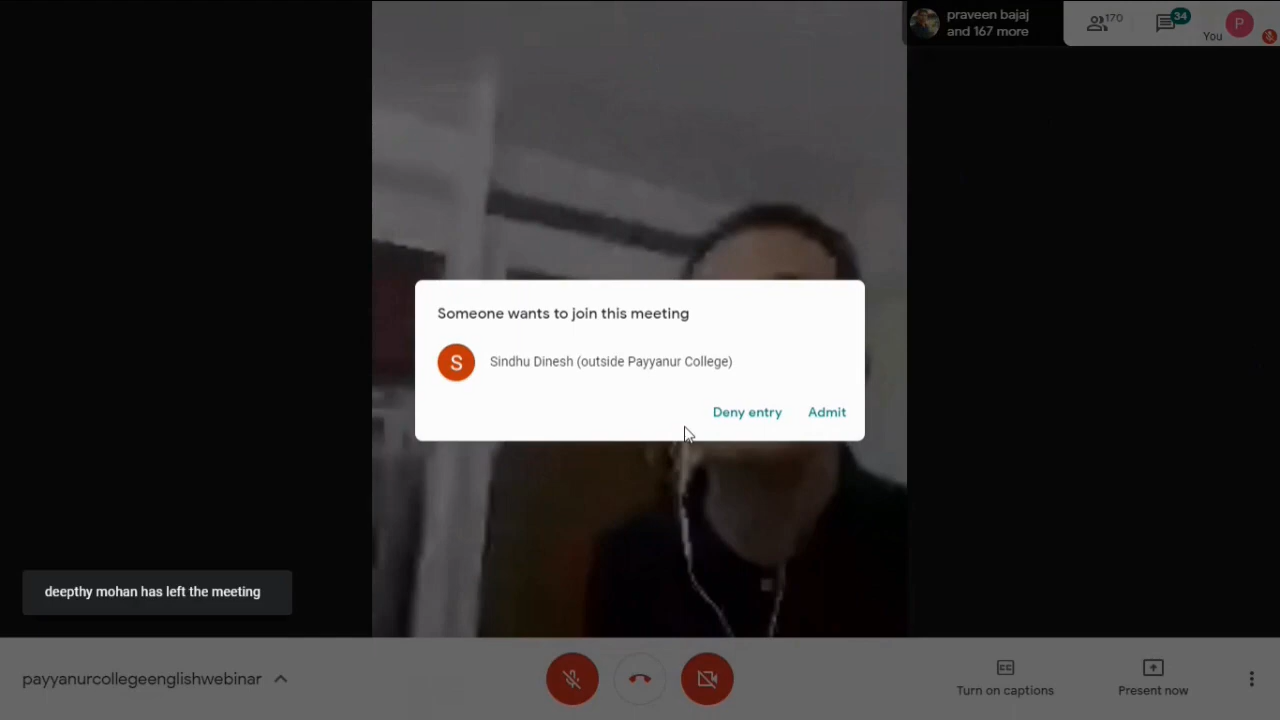 praveen bajaj
and 167 more
170
34
You
P
Someone wants to join this meeting
S
Sindhu Dinesh (outside Payyanur College)
Deny entry
Admit
deepthy mohan has left the meeting
payyanurcollegeenglishwebinar
CC
Turn on captions
Present now